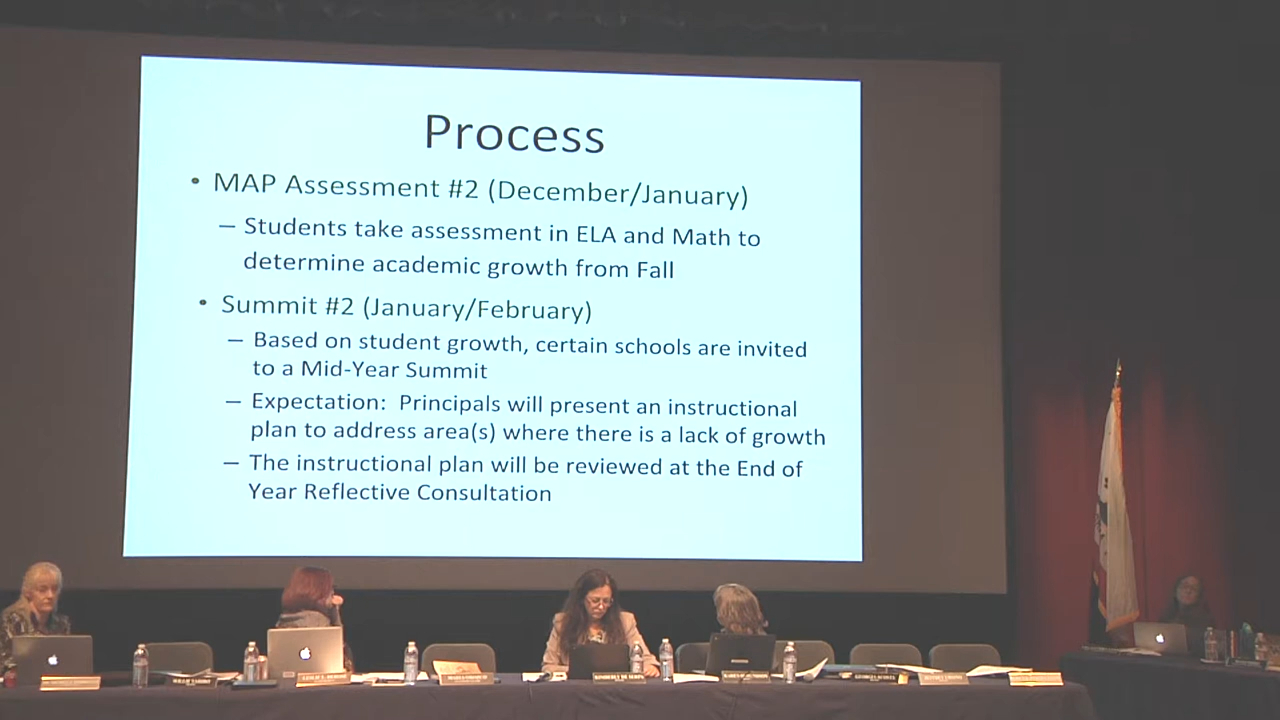 Process
• MAP Assessment #2 (December/January)
– Students take assessment in ELA and Math to
determine academic growth from Fall
• Summit #2 (January/February)
– Based on student growth, certain schools are invited
to a Mid-Year Summit
– Expectation: Principals will present an instructional
plan to address area(s) where there is a lack of growth
– The instructional plan will be reviewed at the End of
Year Reflective Consultation